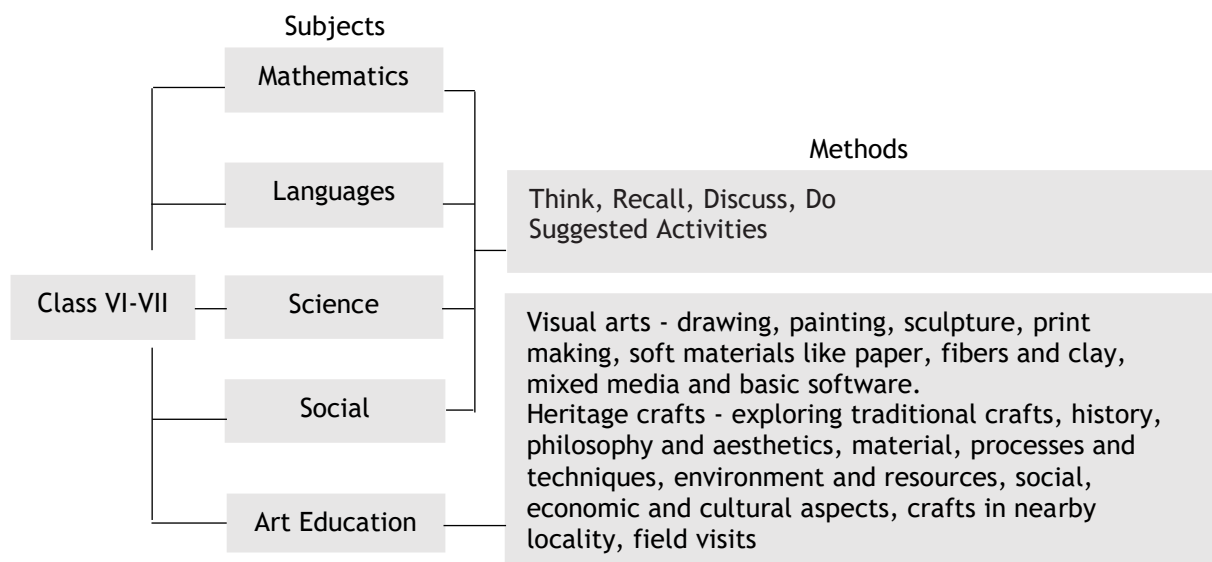 Subjects
Mathematics
Methods
Languages
Think, Recall, Discuss, Do
Suggested Activities
Class VI-VII
Science
Social
Art Education
Visual arts - drawing, painting, sculpture, print
making, soft materials like paper, fibers and clay,
mixed media and basic software.
Heritage crafts - exploring traditional crafts, history,
philosophy and aesthetics, material, processes and
techniques, environment and resources, social,
economic and cultural aspects, crafts in nearby
locality, field visits